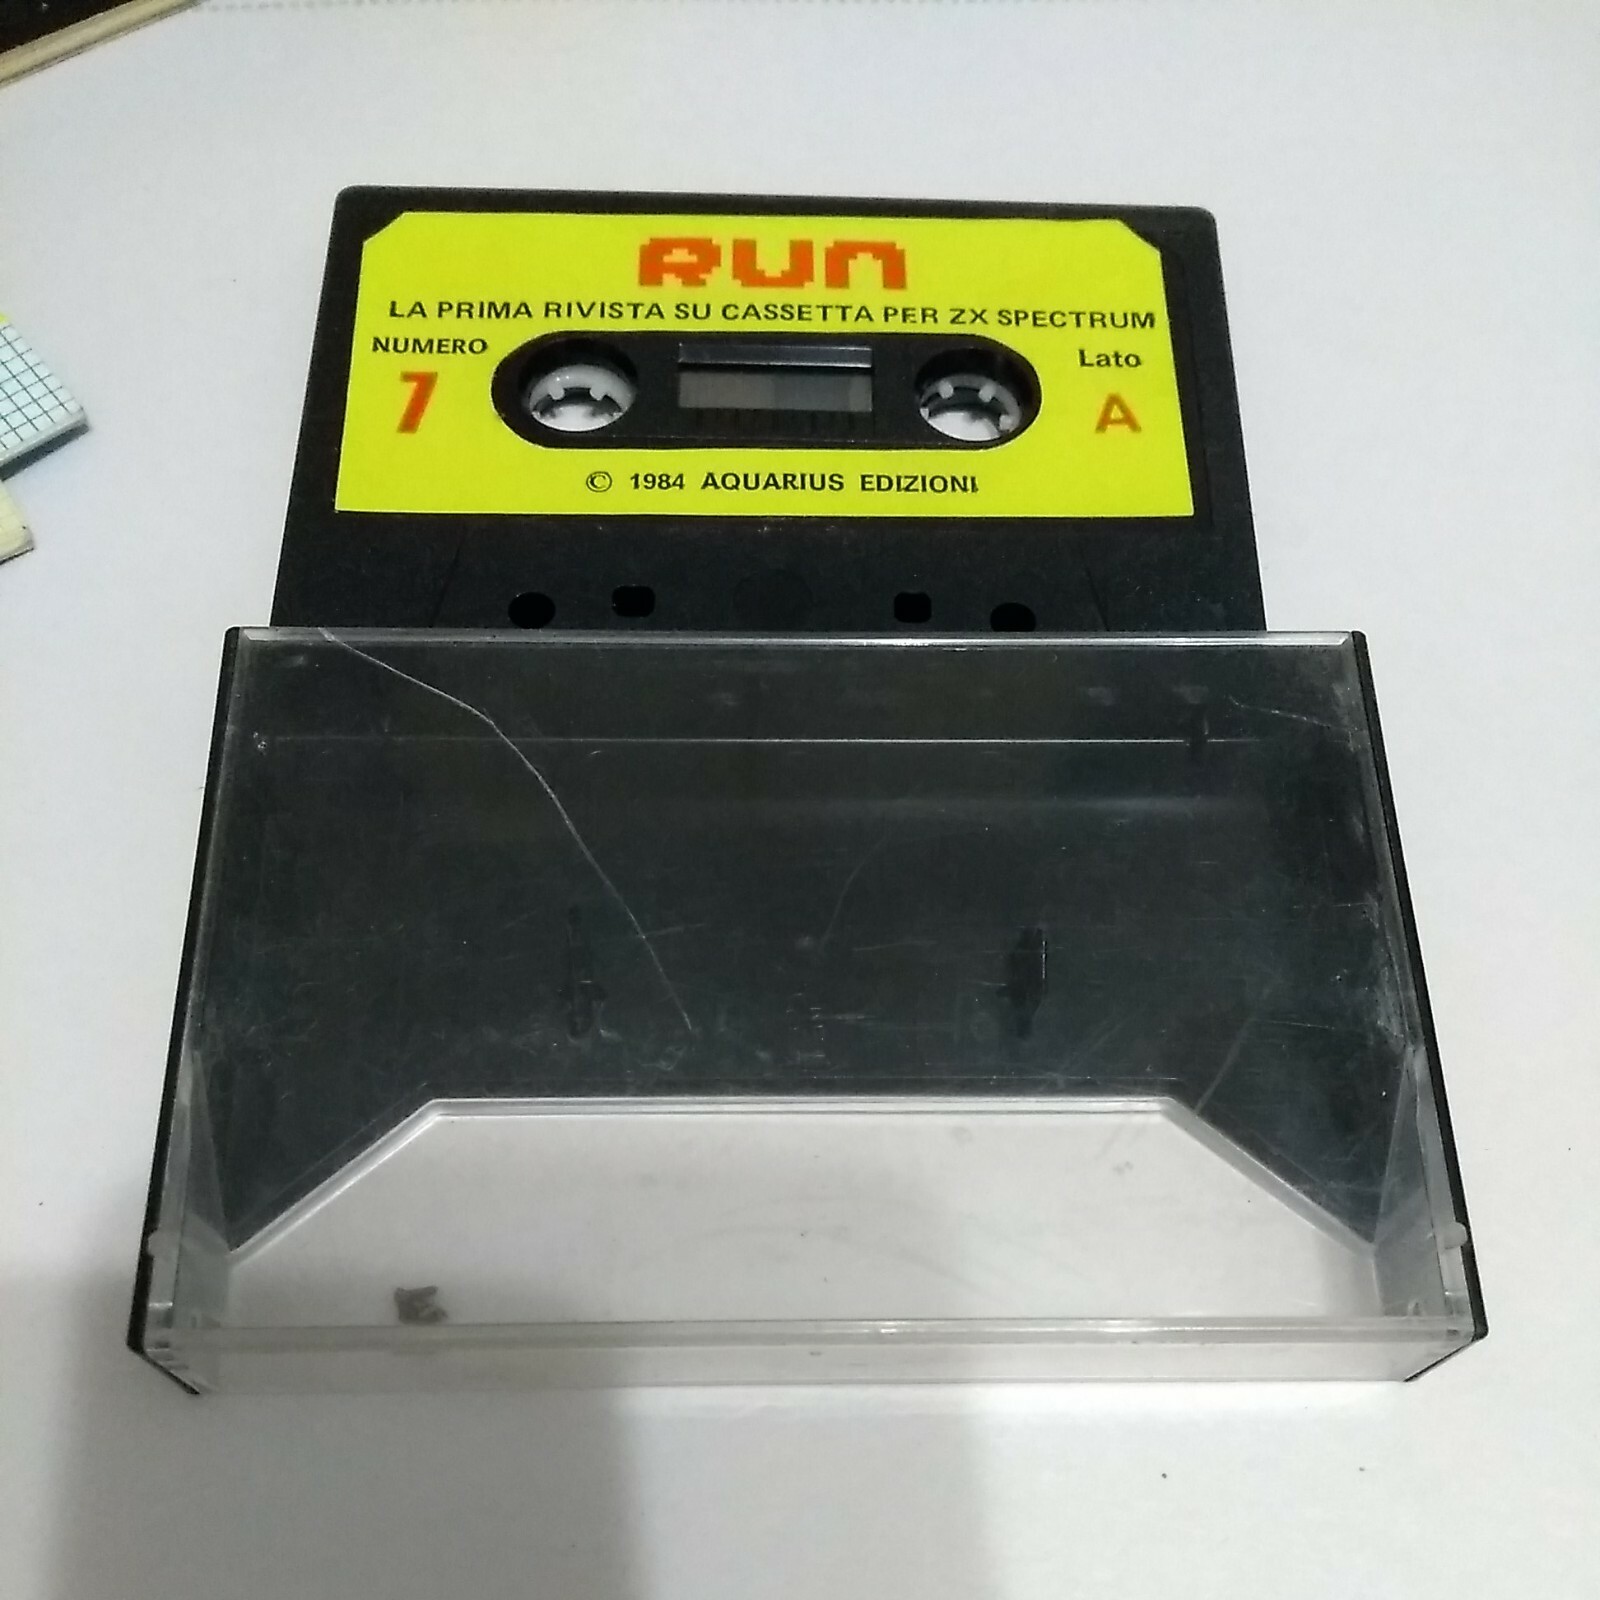 RUN
LA PRIMA RIVISTA SU CASSETTA PER ZX SPECTRUM
NUMERO
7
Lato
A
© 1984 AQUARIUS EDIZIONI